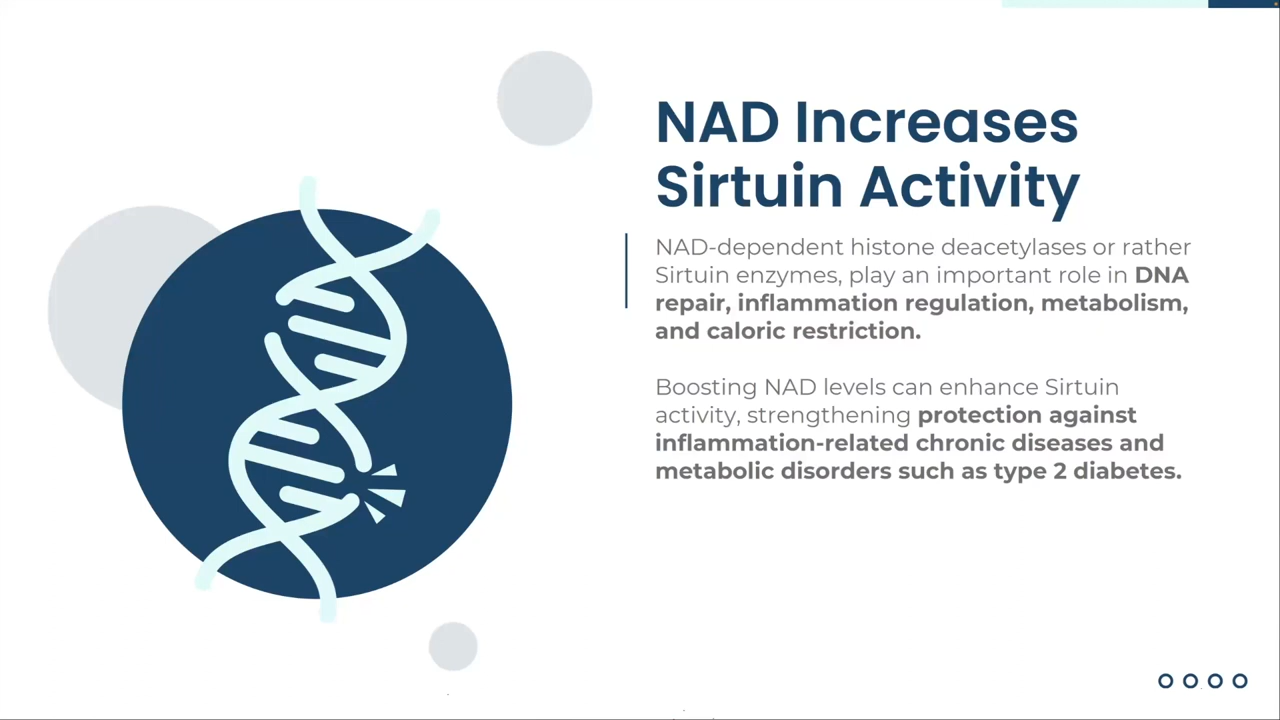 NAD Increases
Sirtuin Activity
NAD-dependent histone deacetylases or rather
Sirtuin enzymes, play an important role in DNA
repair, inflammation regulation, metabolism,
and caloric restriction.
Boosting NAD levels can enhance Sirtuin
activity, strengthening protection against
inflammation-related chronic diseases and
metabolic disorders such as type 2 diabetes.